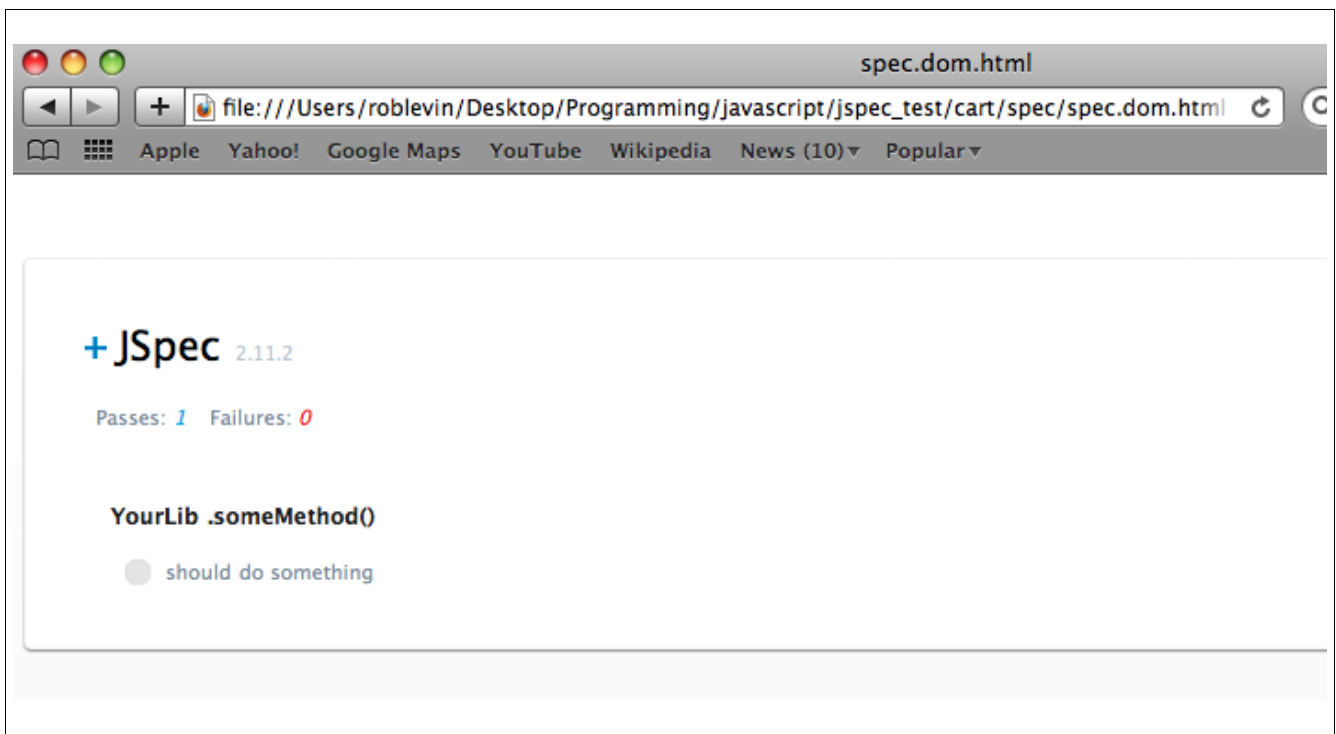 spec.dom.html
file:///Users/roblevin/Desktop/Programming/javascript/jspec_test/cart/spec/spec.dom.html
Apple Yahoo! Google Maps YouTube Wikipedia News (10) Popular
+ JSpec 2.11.2
Passes: 1 Failures: 0
YourLib .someMethod()
should do something